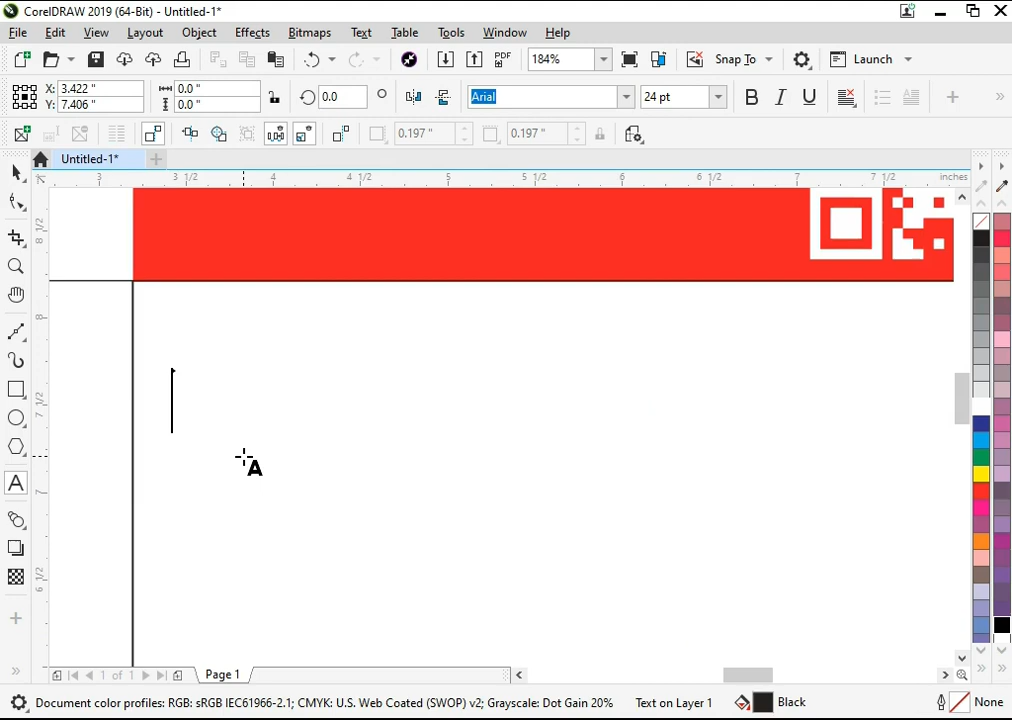 CorelDRAW 2019 (64-Bit) - Untitled-1*
File Edit View Layout Object Effects Bitmaps Text Table Tools Window Help
PDF 184% Snap To Launch
X: 3.422 " 0.0 " 0.0 ° Arial 24 pt B I U
Y: 7.406 " 0.0 "
0.197 " 0.197 "
Untitled-1*
3 3 1/2 4 4 1/2 5 5 1/2 6 6 1/2 7 7 1/2 inches
8 1/2
8
7 1/2
A
7
A
6 1/2
1 of 1 Page 1
Document color profiles: RGB: sRGB IEC61966-2.1; CMYK: U.S. Web Coated (SWOP) v2; Grayscale: Dot Gain 20% Text on Layer 1 Black None